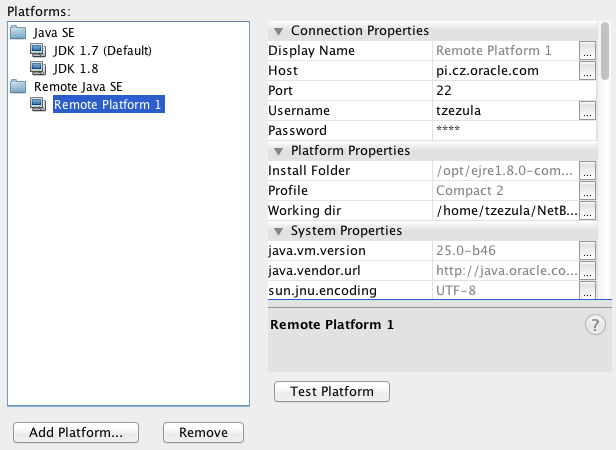 Platforms:
Java SE
JDK 1.7 (Default)
JDK 1.8
Remote Java SE
Remote Platform 1
Add Platform...
Remove
Connection Properties
Display Name Remote Platform 1 ...
Host pi.cz.oracle.com ...
Port 22
Username tzezula ...
Password ****
Platform Properties
Install Folder /opt/ejre1.8.0-com... ...
Profile Compact 2 ...
Working dir /home/tzezula/NetB... ...
System Properties
java.vm.version 25.0-b46 ...
java.vendor.url http://java.oracle.co... ...
sun.jnu.encoding UTF-8 ...
Remote Platform 1 ?
Test Platform